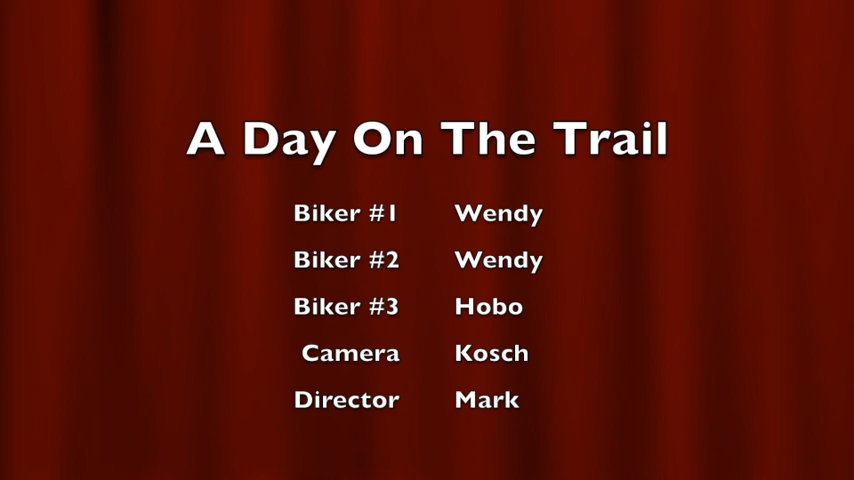 A Day On The Trail
Biker #1 Wendy
Biker #2 Wendy
Biker #3 Hobo
Camera Kosch
Director Mark